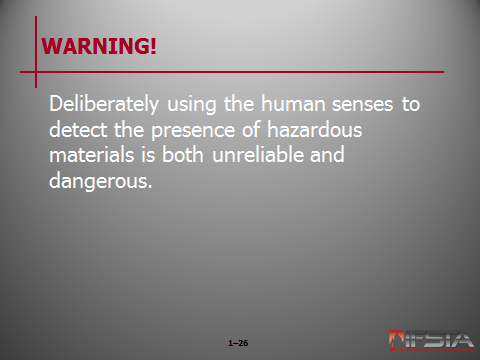 WARNING!
Deliberately using the human senses to
detect the presence of hazardous
materials is both unreliable and
dangerous.
1–26
IFSTA